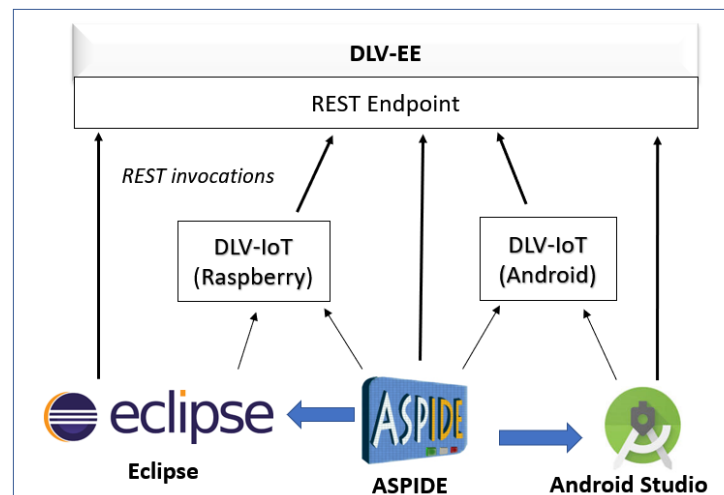 DLV-EE
REST Endpoint
REST invocations
DLV-IoT
(Raspberry)
DLV-IoT
(Android)
eclipse
ASPIDE
Eclipse
ASPIDE
Android Studio